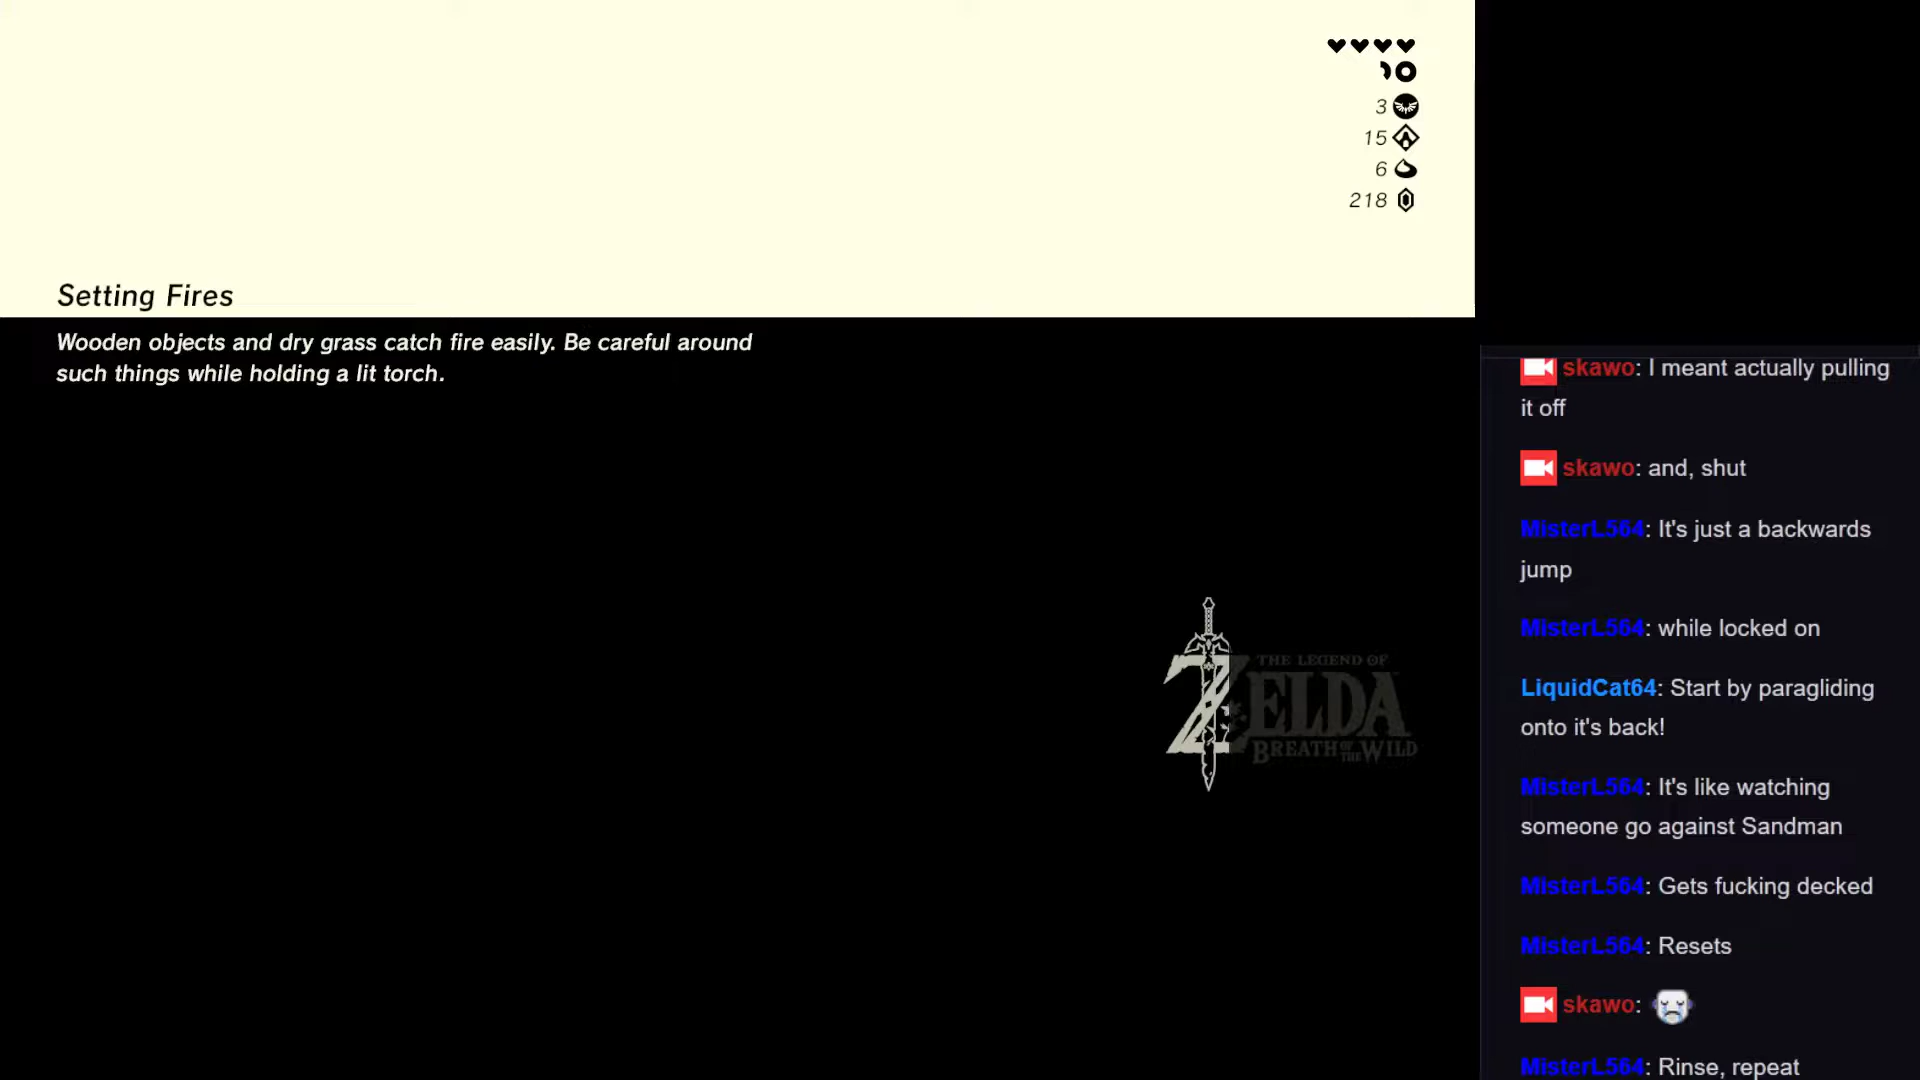 3
15
6
218
Setting Fires
Wooden objects and dry grass catch fire easily. Be careful around
such things while holding a lit torch.
THE LEGEND OF
ZELDA
BREATH OF THE WILD
skawo: I meant actually pulling
it off
skawo: and, shut
MisterL564: It's just a backwards
jump
MisterL564: while locked on
LiquidCat64: Start by paragliding
onto it's back!
MisterL564: It's like watching
someone go against Sandman
MisterL564: Gets fucking decked
MisterL564: Resets
skawo:
MisterL564: Rinse, repeat